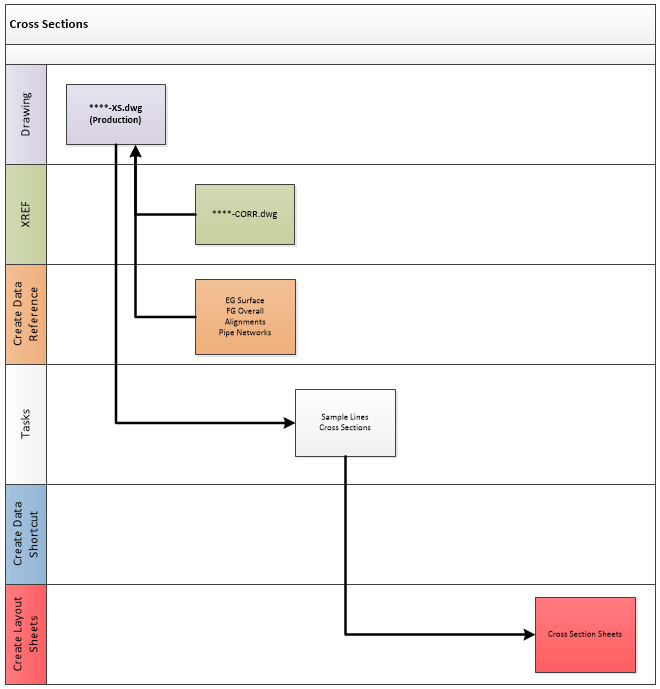 Cross Sections
Drawing
****-XS.dwg
(Production)
XREF
****-CORR.dwg
Create Data
Reference
EG Surface
FG Overall
Alignments
Pipe Networks
Tasks
Sample Lines
Cross Sections
Create Data
Shortcut
Create Layout
Sheets
Cross Section Sheets